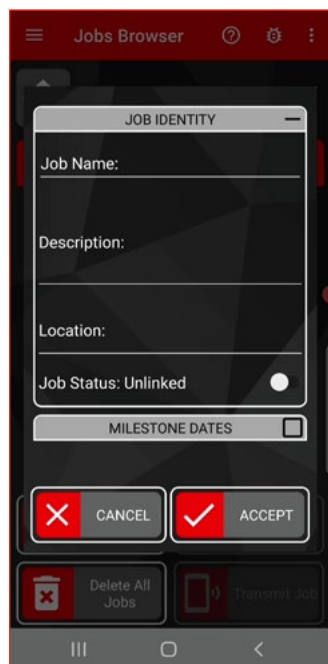 Jobs Browser
JOB IDENTITY
Job Name:
Description:
Location:
Job Status: Unlinked
MILESTONE DATES
CANCEL
ACCEPT
Delete All
Jobs
Transmit Job